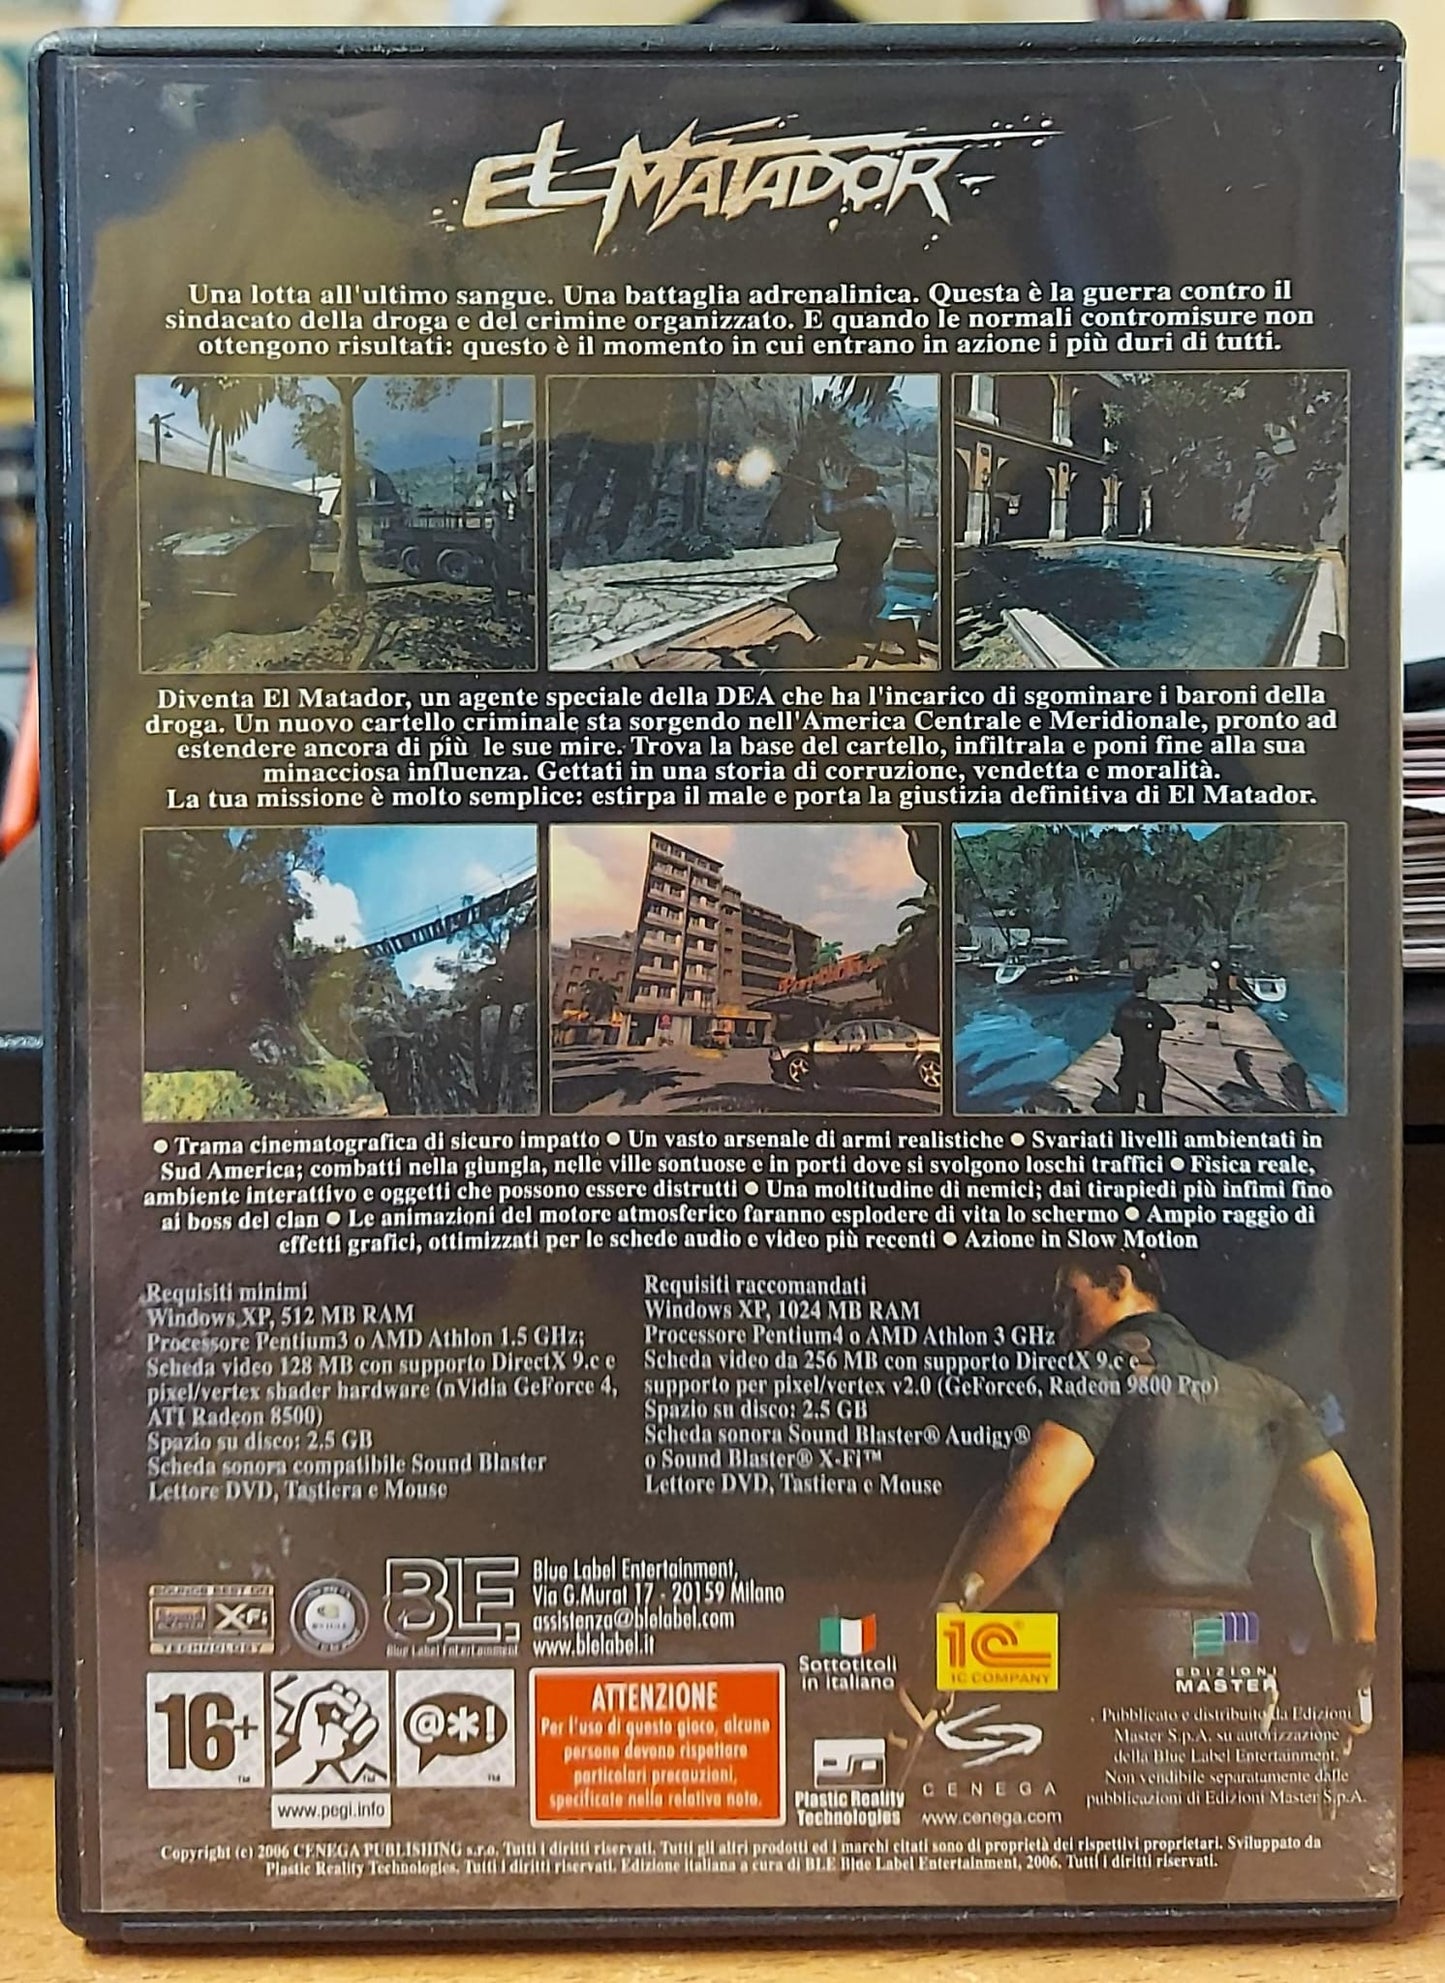 EL MATADOR
Una lotta all'ultimo sangue. Una battaglia adrenalinica. Questa è la guerra contro il
sindacato della droga e del crimine organizzato. E quando le normali contromisure non
ottengono risultati: questo è il momento in cui entrano in azione i più duri di tutti.
Diventa El Matador, un agente speciale della DEA che ha l'incarico di sgominare i baroni della
droga. Un nuovo cartello criminale sta sorgendo nell'America Centrale e Meridionale, pronto ad
estendere ancora di più le sue mire. Trova la base del cartello, infiltrala e poni fine alla sua
minacciosa influenza. Gettati in una storia di corruzione, vendetta e moralità.
La tua missione è molto semplice: estirpa il male e porta la giustizia definitiva di El Matador.
● Trama cinematografica di sicuro impatto ● Un vasto arsenale di armi realistiche ● Svariati livelli ambientati in
Sud America; combatti nella giungla, nelle ville sontuose e in porti dove si svolgono loschi traffici ● Fisica reale,
ambiente interattivo e oggetti che possono essere distrutti ● Una moltitudine di nemici; dai tirapiedi più infimi fino
ai boss del clan ● Le animazioni del motore atmosferico faranno esplodere di vita lo schermo ● Ampio raggio di
effetti grafici, ottimizzati per le schede audio e video più recenti ● Azione in Slow Motion
Requisiti minimi
Windows XP, 512 MB RAM
Processore Pentium3 o AMD Athlon 1.5 GHz;
Scheda video 128 MB con supporto DirectX 9.c e
pixel/vertex shader hardware (nVidia GeForce 4,
ATI Radeon 8500)
Spazio su disco: 2.5 GB
Scheda sonora compatibile Sound Blaster
Lettore DVD, Tastiera e Mouse
Requisiti raccomandati
Windows XP, 1024 MB RAM
Processore Pentium4 o AMD Athlon 3 GHz
Scheda video da 256 MB con supporto DirectX 9.c e
supporto per pixel/vertex v2.0 (GeForce6, Radeon 9800 Pro)
Spazio su disco: 2.5 GB
Scheda sonora Sound Blaster® Audigy®
o Sound Blaster® X-Fi™
Lettore DVD, Tastiera e Mouse
SOUNDS BEST ON
Sound BLASTER X-Fi
TECHNOLOGY
BLE.
Blue Label Entertainment
Blue Label Entertainment,
Via G.Murat 17 - 20159 Milano
assistenza@blelabel.com
www.blelabel.it
Sottotitoli
in italiano
1C
1C COMPANY
EDIZIONI
MASTER
16+
@*!
www.pegi.info
ATTENZIONE
Per l'uso di questo gioco, alcune
persone devono rispettare
particolari precauzioni,
specificate nella relativa nota.
Plastic Reality
Technologies
CENEGA
www.cenega.com
Pubblicato e distribuito da Edizioni
Master S.p.A. su autorizzazione
della Blue Label Entertainment.
Non vendibile separatamente dalle
pubblicazioni di Edizioni Master S.p.A.
Copyright (c) 2006 CENEGA PUBLISHING s.r.o. Tutti i diritti riservati. Tutti gli altri prodotti ed i marchi citati sono di proprietà dei rispettivi proprietari. Sviluppato da
Plastic Reality Technologies. Tutti i diritti riservati. Edizione italiana a cura di BLE Blue Label Entertainment, 2006. Tutti i diritti riservati.